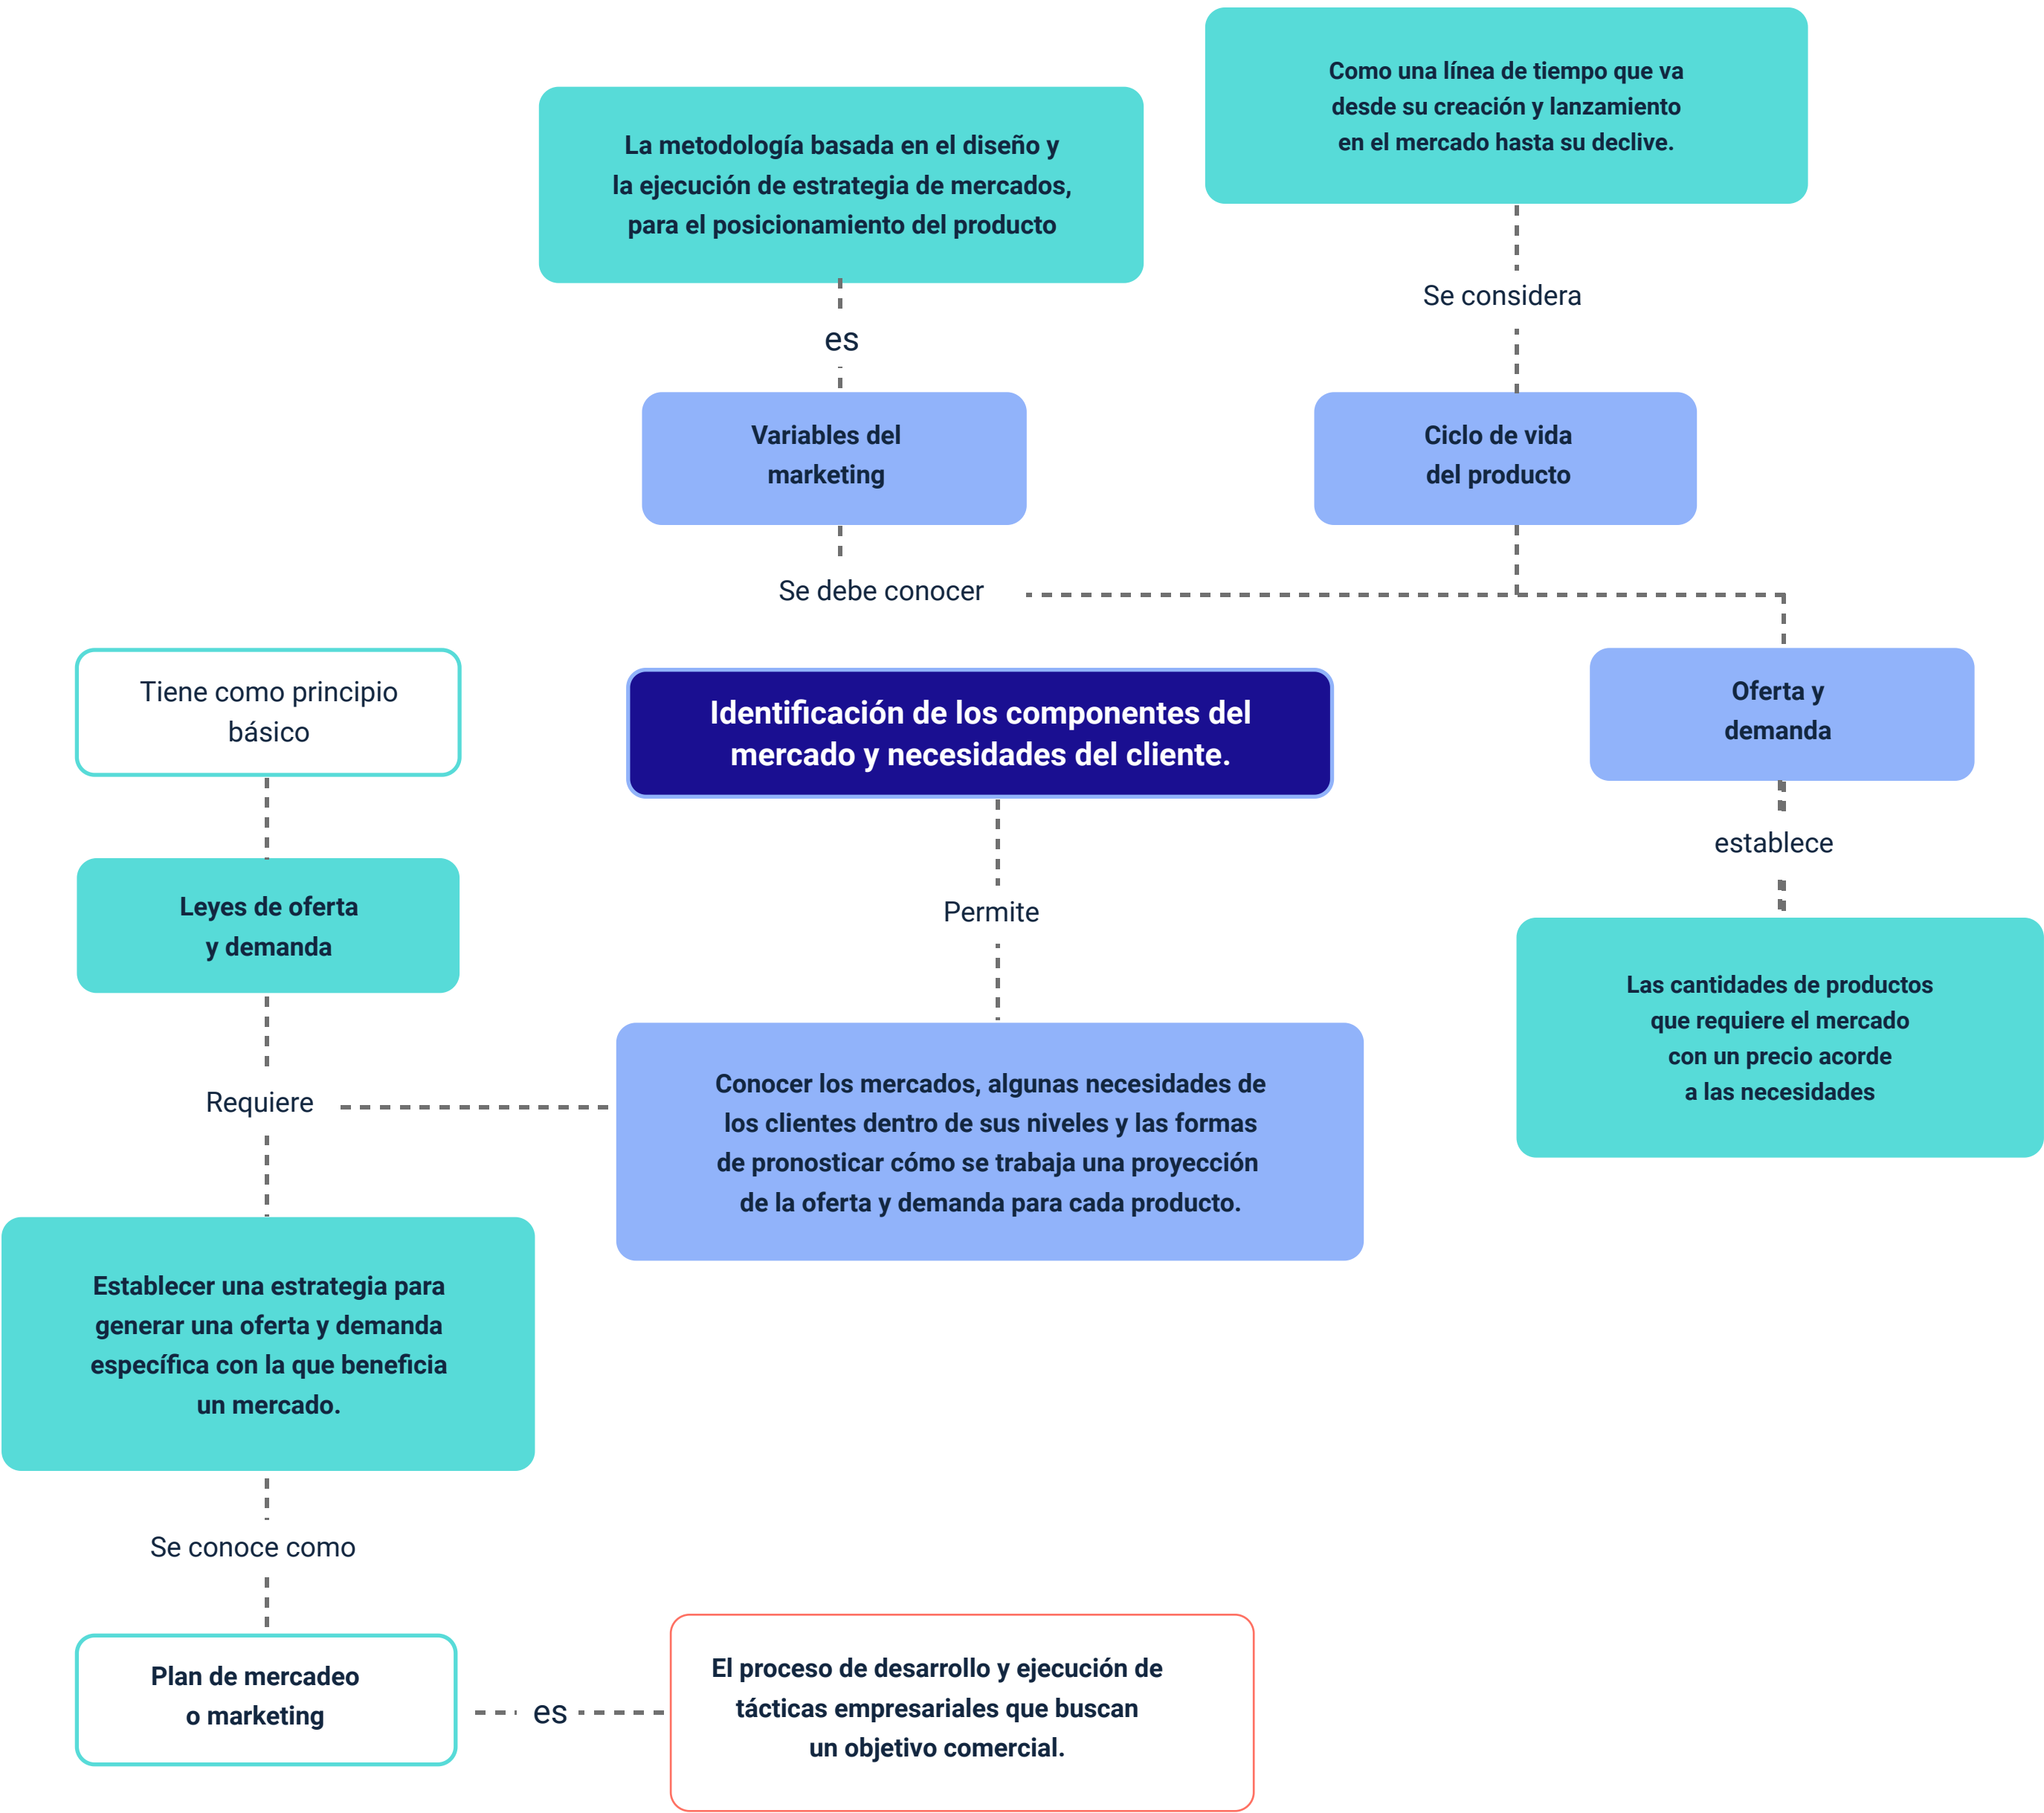 Como una línea de tiempo que va
desde su creación y lanzamiento
en el mercado hasta su declive.
La metodología basada en el diseño y
la ejecución de estrategia de mercados,
para el posicionamiento del producto
Se considera
es
Variables del
marketing
Ciclo de vida
del producto
Se debe conocer
Tiene como principio
básico
Identificación de los componentes del
mercado y necesidades del cliente.
Oferta y
demanda
establece
Leyes de oferta
y demanda
Permite
Las cantidades de productos
que requiere el mercado
con un precio acorde
a las necesidades
Requiere
Conocer los mercados, algunas necesidades de
los clientes dentro de sus niveles y las formas
de pronosticar cómo se trabaja una proyección
de la oferta y demanda para cada producto.
Establecer una estrategia para
generar una oferta y demanda
específica con la que beneficia
un mercado.
Se conoce como
Plan de mercadeo
o marketing
es
El proceso de desarrollo y ejecución de
tácticas empresariales que buscan
un objetivo comercial.